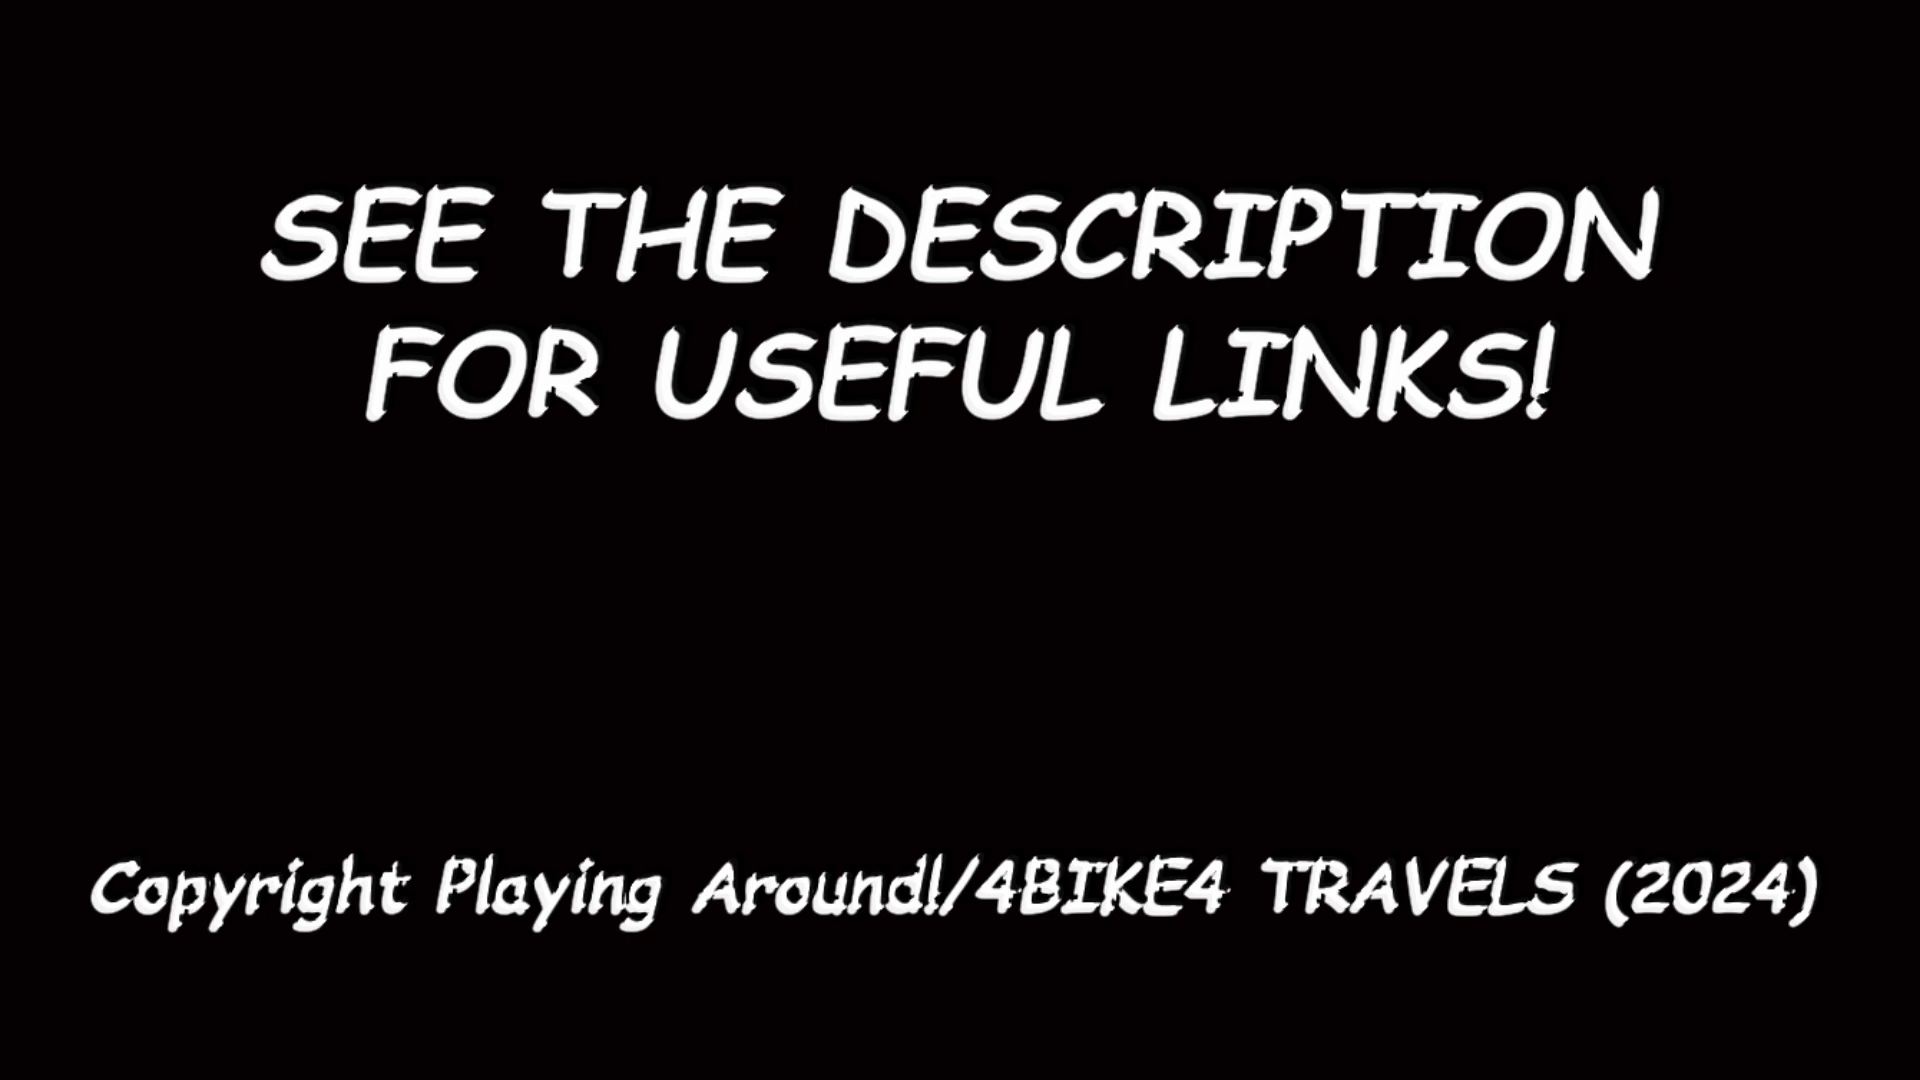 SEE THE DESCRIPTION
FOR USEFUL LINKS!
Copyright Playing Around!/4BIKE4 TRAVELS (2024)